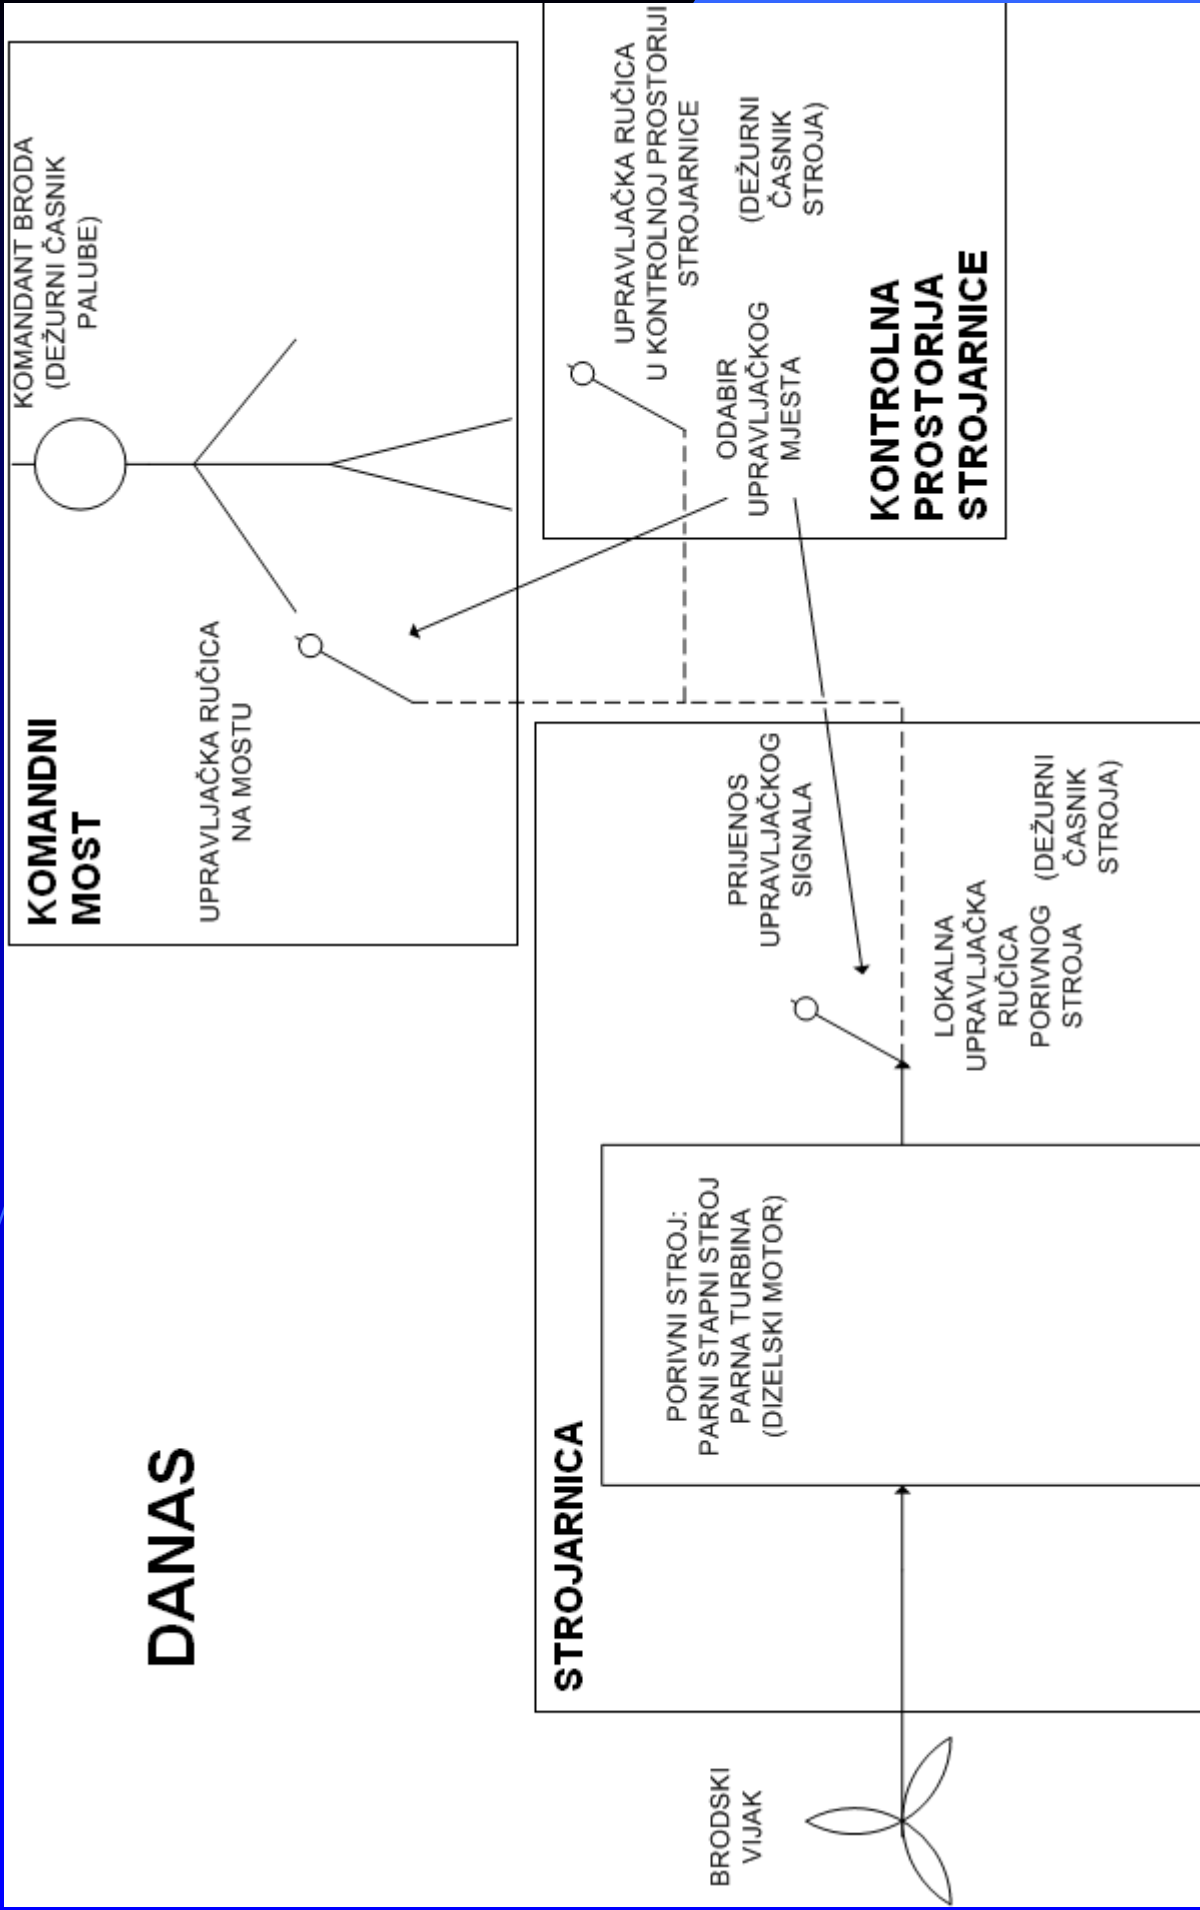 DANAS
KOMANDNI
MOST
UPRAVLJAČKA RUČICA
NA MOSTU
KOMANDANT BRODA
(DEŽURNI ČASNIK
PALUBE)
STROJARNICA
BRODSKI
VIJAK
PORIVNI STROJ:
PARNI STAPNI STROJ
PARNA TURBINA
(DIZELSKI MOTOR)
PRIJENOS
UPRAVLJAČKOG
SIGNALA
LOKALNA
UPRAVLJAČKA
RUČICA
PORIVNOG
STROJA
(DEŽURNI
ČASNIK
STROJA)
UPRAVLJAČKA RUČICA
U KONTROLNOJ PROSTORIJI
STROJARNICE
ODABIR
UPRAVLJAČKOG
MJESTA
(DEŽURNI
ČASNIK
STROJA)
KONTROLNA
PROSTORIJA
STROJARNICE